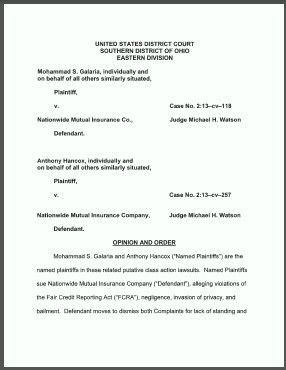 UNITED STATES DISTRICT COURT
SOUTHERN DISTRICT OF OHIO
EASTERN DIVISION
Mohammad S. Galaria, individually and
on behalf of all others similarly situated,
Plaintiff,
v. Case No. 2:13–cv–118
Nationwide Mutual Insurance Co., Judge Michael H. Watson
Defendant.
Anthony Hancox, individually and
on behalf of all others similarly situated,
Plaintiff,
v. Case No. 2:13–cv–257
Nationwide Mutual Insurance Company, Judge Michael H. Watson
Defendant.
OPINION AND ORDER
Mohammad S. Galaria and Anthony Hancox (“Named Plaintiffs”) are the
named plaintiffs in these related putative class action lawsuits. Named Plaintiffs
sue Nationwide Mutual Insurance Company (“Defendant”), alleging violations of
the Fair Credit Reporting Act (“FCRA”), negligence, invasion of privacy, and
bailment. Defendant moves to dismiss both Complaints for lack of standing and